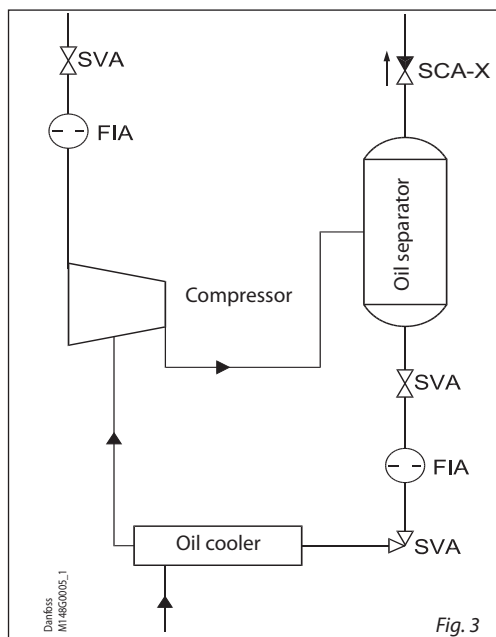 SVA
SCA-X
FIA
Oil separator
Compressor
SVA
FIA
Oil cooler
SVA
Danfoss
M148G0005_1
Fig. 3